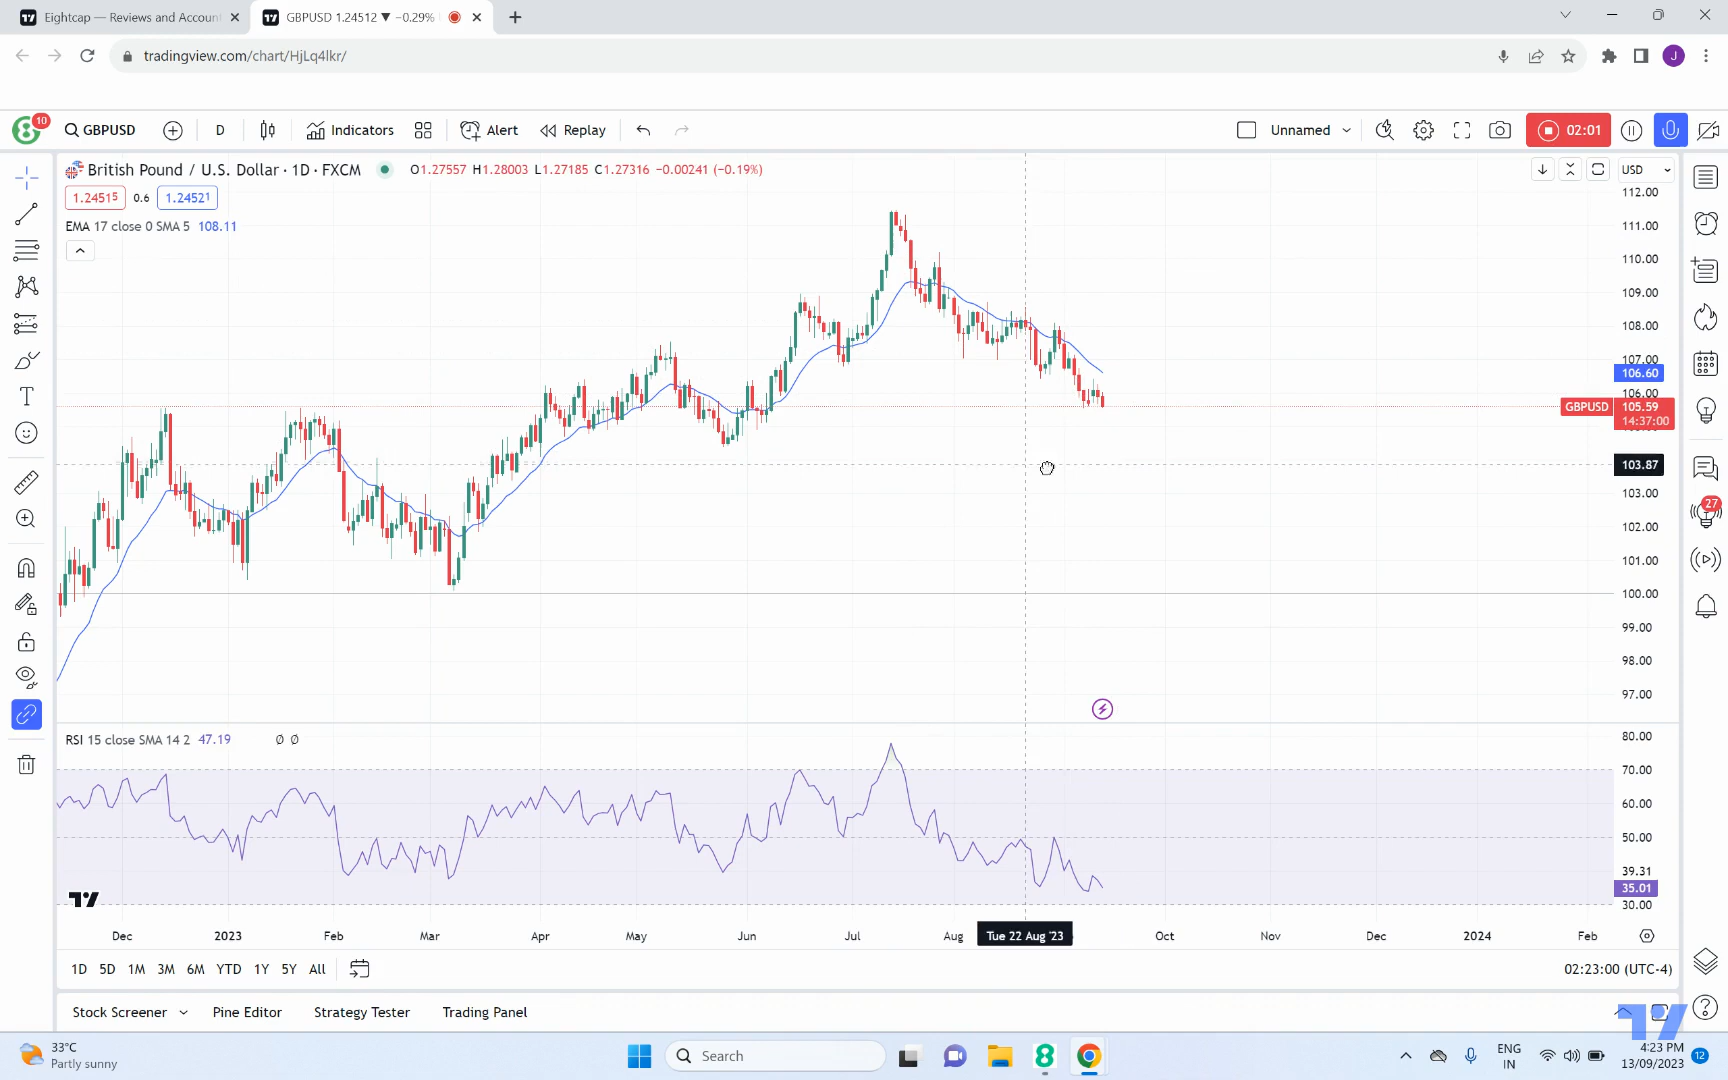 Eightcap — Reviews and Accoun
GBPUSD 1.24512 ▼ −0.29%
tradingview.com/chart/HjLq4lkr/
J
10
GBPUSD
D
Indicators
Alert
Replay
Unnamed
02:01
British Pound / U.S. Dollar · 1D · FXCM
O1.27557 H1.28003 L1.27185 C1.27316 −0.00241 (−0.19%)
USD
1.24515 0.6 1.24521
EMA 17 close 0 SMA 5 108.11
112.00
111.00
110.00
109.00
108.00
107.00
106.60
106.00
GBPUSD 105.59
14:37:00
103.87
103.00
102.00
101.00
100.00
99.00
98.00
97.00
27
RSI 15 close SMA 14 2 47.19 Ø Ø
80.00
70.00
60.00
50.00
39.31
35.01
30.00
Dec 2023 Feb Mar Apr May Jun Jul Aug Tue 22 Aug '23 Oct Nov Dec 2024 Feb
1D 5D 1M 3M 6M YTD 1Y 5Y All
02:23:00 (UTC-4)
Stock Screener Pine Editor Strategy Tester Trading Panel
33°C
Partly sunny
Search
ENG
IN
4:23 PM
13/09/2023
12